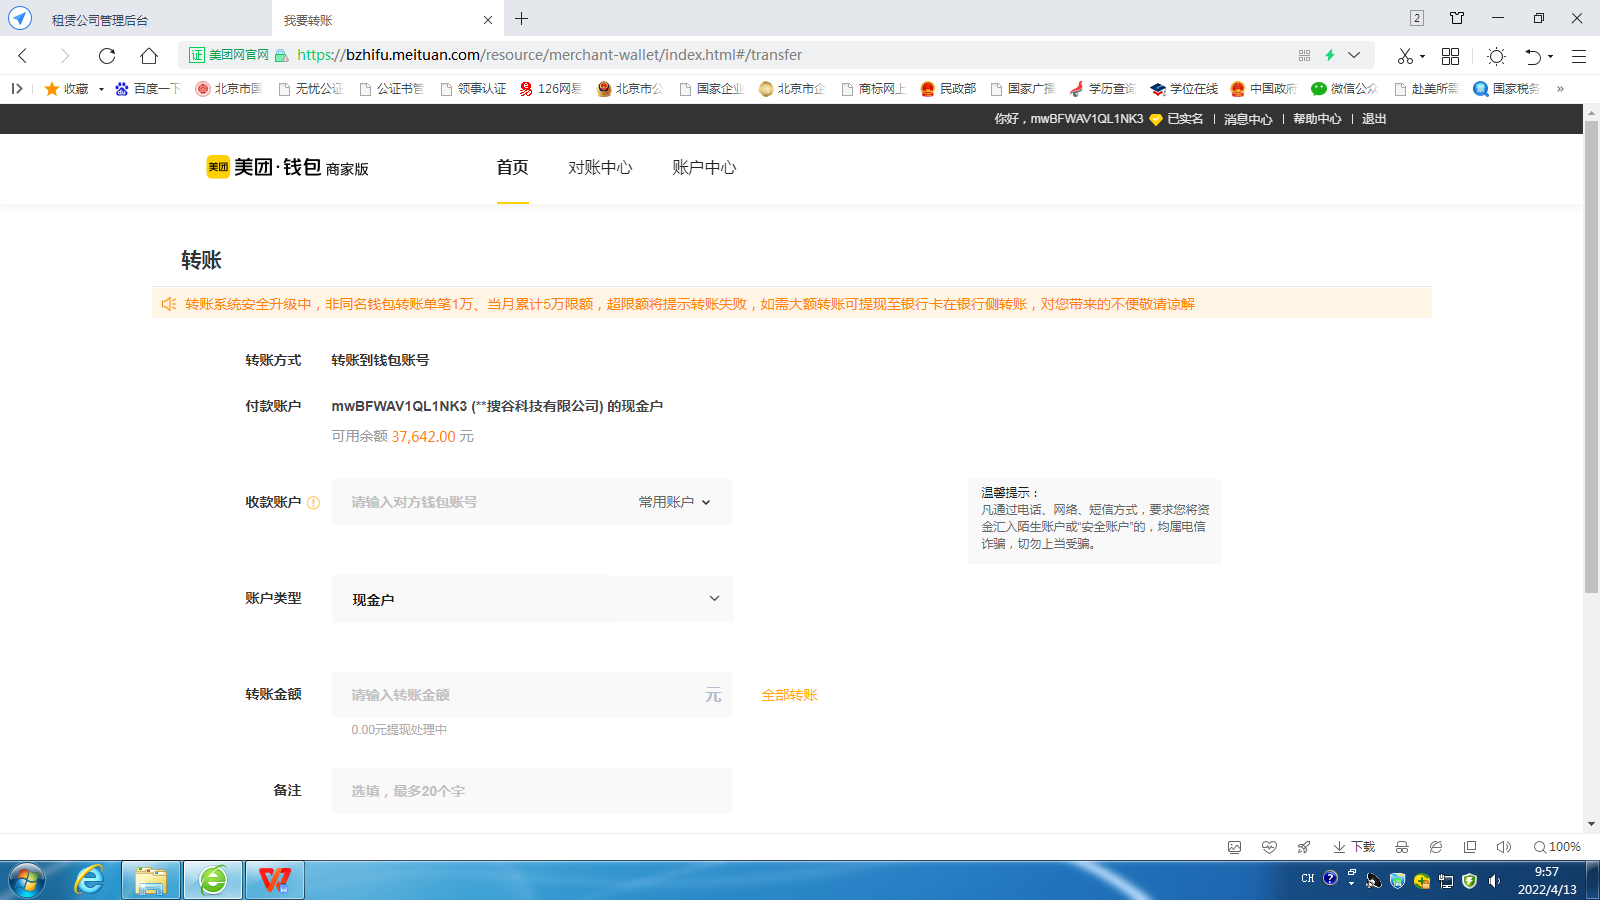 租赁公司管理后台
我要转账
2
证 美团网官网 https://bzhifu.meituan.com/resource/merchant-wallet/index.html#/transfer
收藏 百度一下 北京市国 无忧公证 公证书管 领事认证 126网易 北京市公 国家企业 北京市企 商标网上 民政部 国家广播 学历查询 学位在线 中国政府 微信公众 赴美所需 国家税务 »
你好，mwBFWAV1QL1NK3 已实名 | 消息中心 | 帮助中心 | 退出
美团 美团·钱包 商家版 首页 对账中心 账户中心
转账
转账系统安全升级中，非同名钱包转账单笔1万、当月累计5万限额，超限额将提示转账失败，如需大额转账可提现至银行卡在银行侧转账，对您带来的不便敬请谅解
转账方式 转账到钱包账号
付款账户 mwBFWAV1QL1NK3 (**搜谷科技有限公司) 的现金户
可用余额 37,642.00 元
收款账户 请输入对方钱包账号 常用账户
温馨提示：
凡通过电话、网络、短信方式，要求您将资
金汇入陌生账户或“安全账户”的，均属电信
诈骗，切勿上当受骗。
账户类型 现金户
转账金额 请输入转账金额 元 全部转账
0.00元提现处理中
备注 选填，最多20个字
下载 100%
CH
9:57
2022/4/13